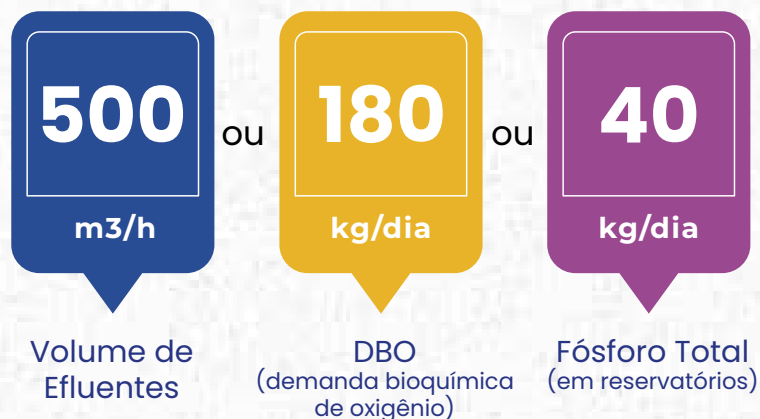 500
m3/h
ou
180
kg/dia
ou
40
kg/dia
Volume de
Efluentes
DBO
(demanda bioquímica
de oxigênio)
Fósforo Total
(em reservatórios)